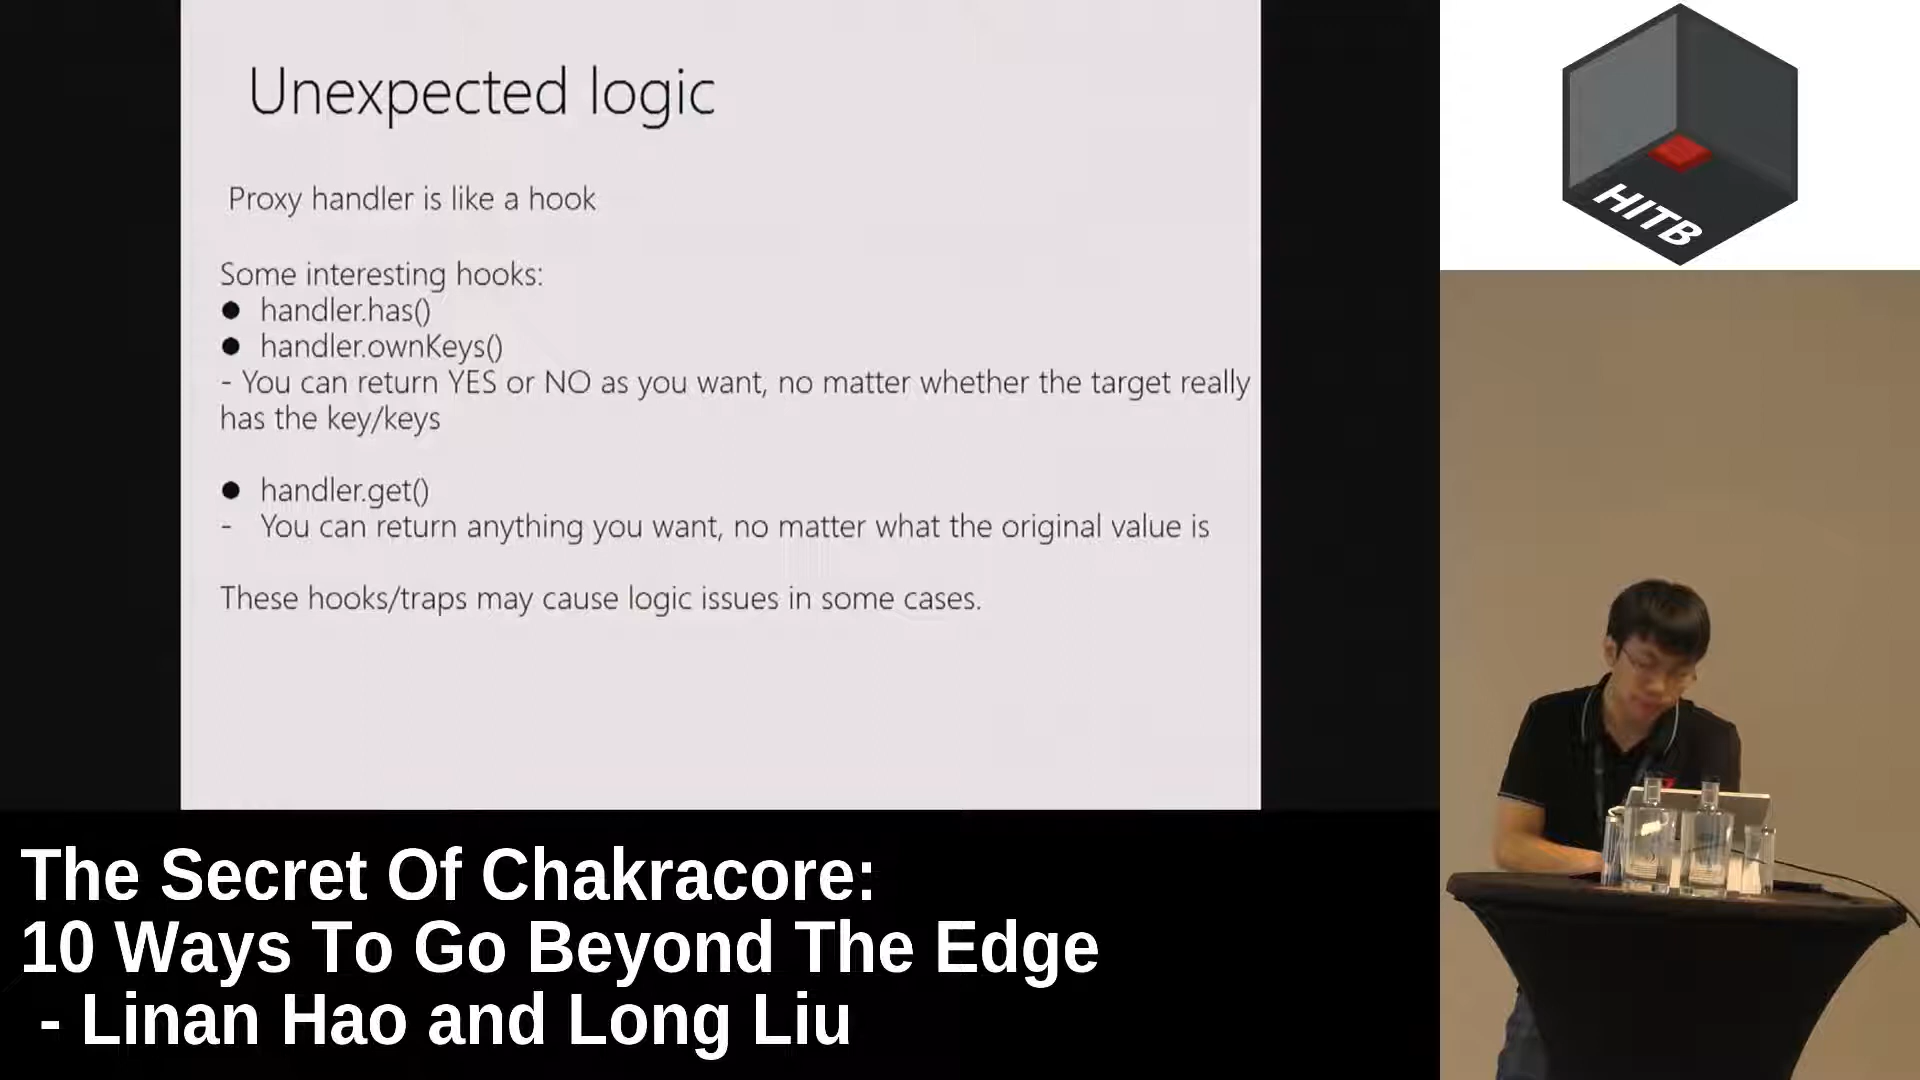 Unexpected logic
Proxy handler is like a hook
Some interesting hooks:
● handler.has()
● handler.ownKeys()
- You can return YES or NO as you want, no matter whether the target really
has the key/keys
● handler.get()
- You can return anything you want, no matter what the original value is
These hooks/traps may cause logic issues in some cases.
HITB
The Secret Of Chakracore:
10 Ways To Go Beyond The Edge
- Linan Hao and Long Liu